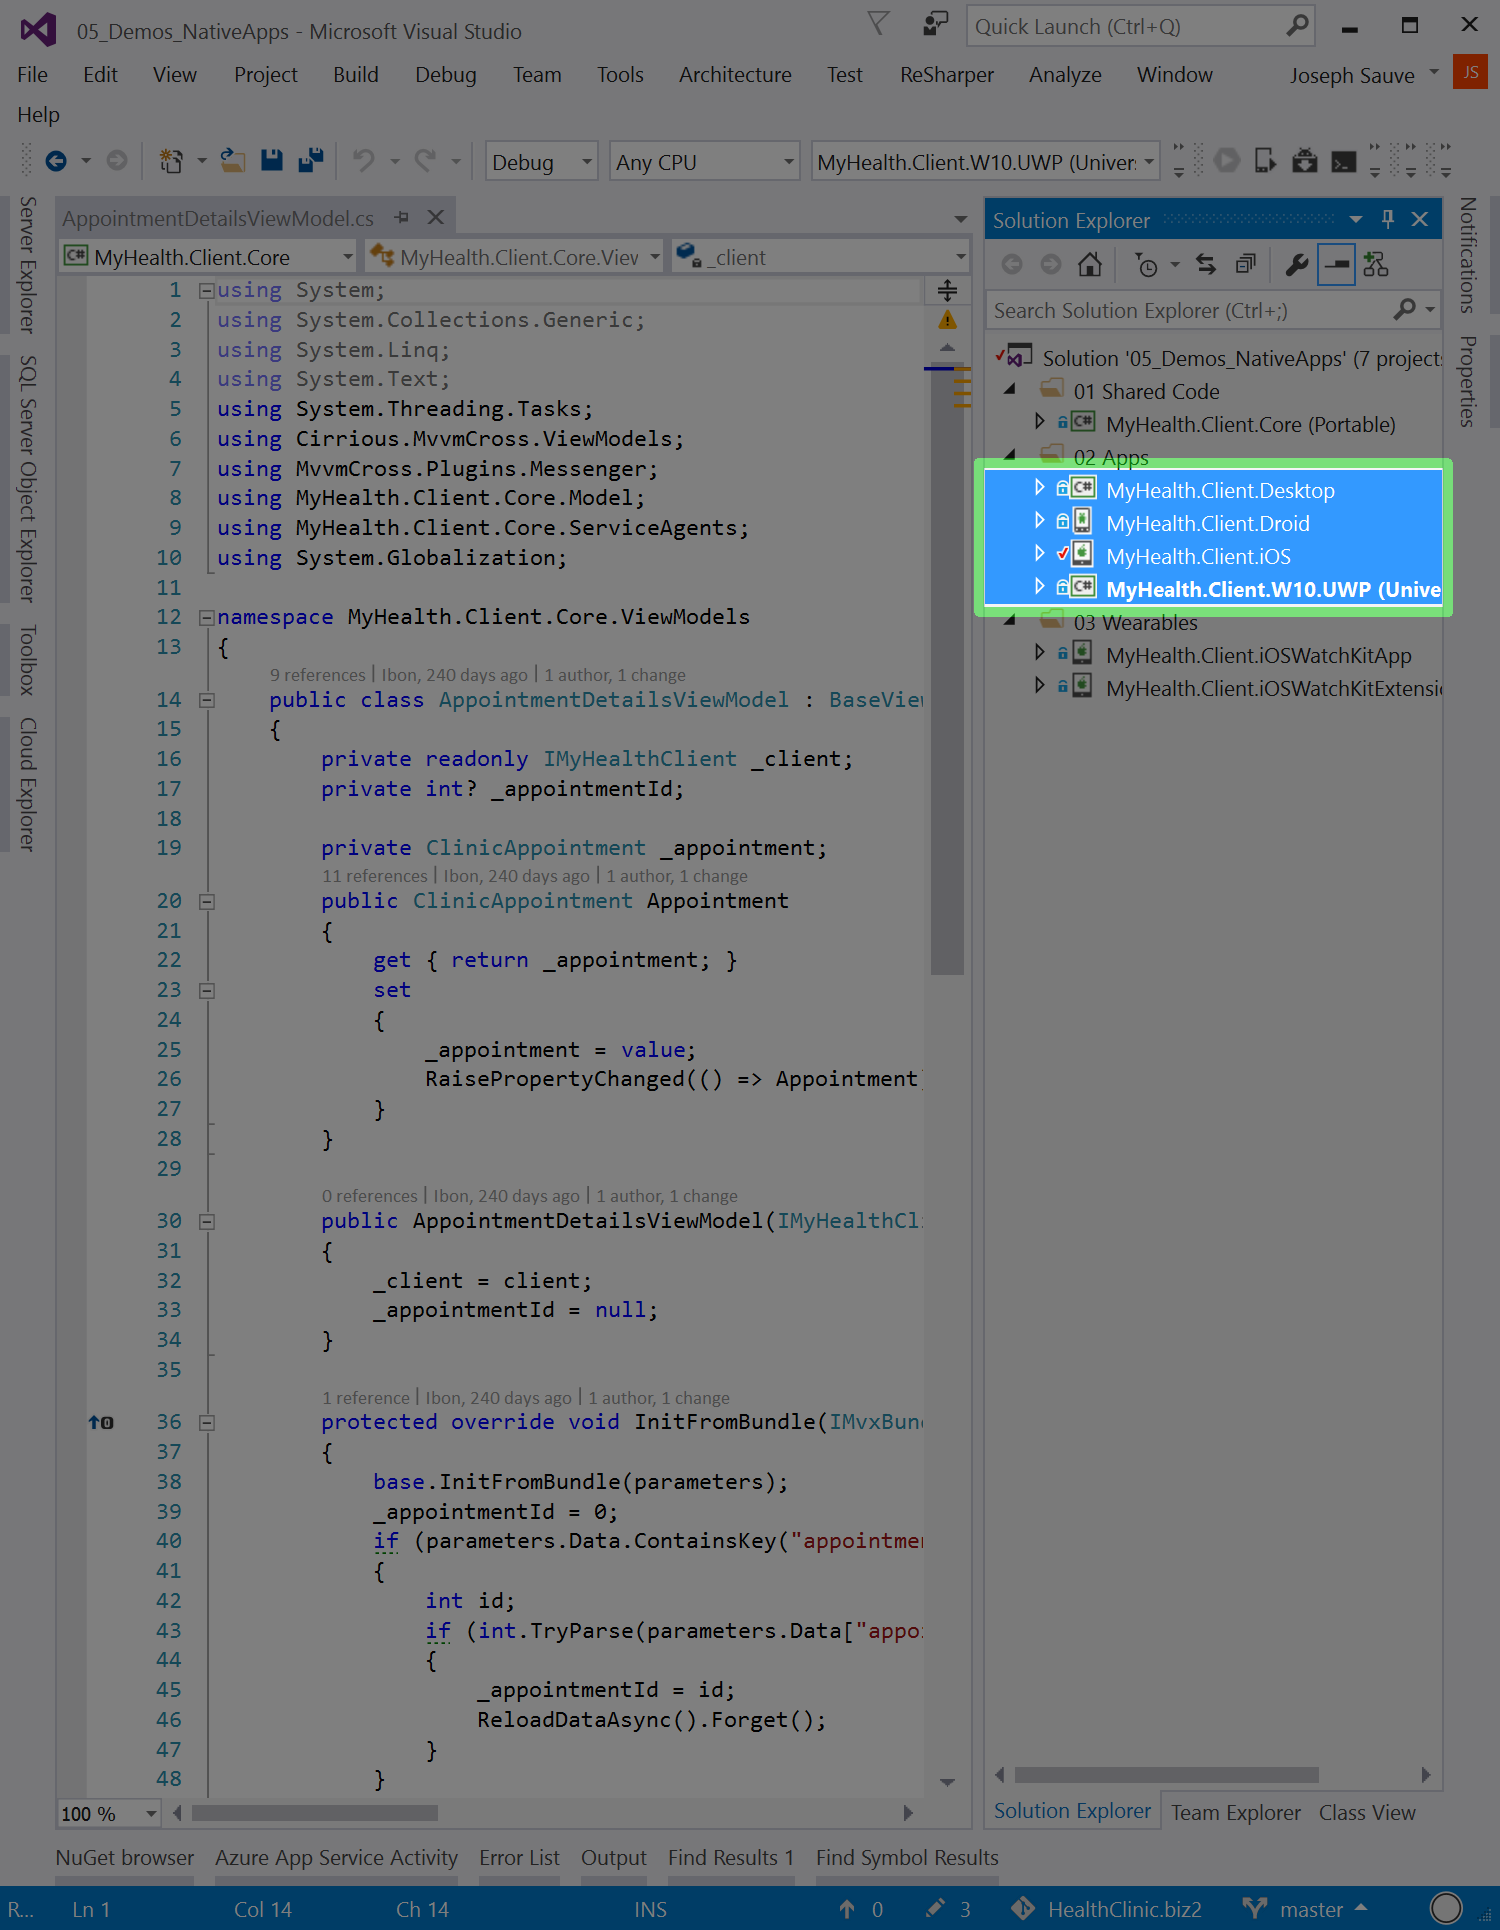 05_Demos_NativeApps - Microsoft Visual Studio
Quick Launch (Ctrl+Q)
File Edit View Project Build Debug Team Tools Architecture Test ReSharper Analyze Window Joseph Sauve JS
Help
Debug Any CPU MyHealth.Client.W10.UWP (Univer
Server Explorer
SQL Server Object Explorer
Toolbox
Cloud Explorer
AppointmentDetailsViewModel.cs
C# MyHealth.Client.Core MyHealth.Client.Core.Viev _client
1 using System;
2 using System.Collections.Generic;
3 using System.Linq;
4 using System.Text;
5 using System.Threading.Tasks;
6 using Cirrious.MvvmCross.ViewModels;
7 using MvvmCross.Plugins.Messenger;
8 using MyHealth.Client.Core.Model;
9 using MyHealth.Client.Core.ServiceAgents;
10 using System.Globalization;
11
12 namespace MyHealth.Client.Core.ViewModels
13 {
9 references | Ibon, 240 days ago | 1 author, 1 change
14 public class AppointmentDetailsViewModel : BaseView
15 {
16 private readonly IMyHealthClient _client;
17 private int? _appointmentId;
18
19 private ClinicAppointment _appointment;
11 references | Ibon, 240 days ago | 1 author, 1 change
20 public ClinicAppointment Appointment
21 {
22 get { return _appointment; }
23 set
24 {
25 _appointment = value;
26 RaisePropertyChanged(() => Appointment)
27 }
28 }
29
0 references | Ibon, 240 days ago | 1 author, 1 change
30 public AppointmentDetailsViewModel(IMyHealthCli
31 {
32 _client = client;
33 _appointmentId = null;
34 }
35
1 reference | Ibon, 240 days ago | 1 author, 1 change
36 protected override void InitFromBundle(IMvxBund
37 {
38 base.InitFromBundle(parameters);
39 _appointmentId = 0;
40 if (parameters.Data.ContainsKey("appointmen
41 {
42 int id;
43 if (int.TryParse(parameters.Data["appoi
44 {
45 _appointmentId = id;
46 ReloadDataAsync().Forget();
47 }
48 }
100 %
Solution Explorer
Search Solution Explorer (Ctrl+;)
Solution '05_Demos_NativeApps' (7 projects
01 Shared Code
C# MyHealth.Client.Core (Portable)
02 Apps
C# MyHealth.Client.Desktop
MyHealth.Client.Droid
MyHealth.Client.iOS
C# MyHealth.Client.W10.UWP (Unive
03 Wearables
MyHealth.Client.iOSWatchKitApp
MyHealth.Client.iOSWatchKitExtensi
Solution Explorer Team Explorer Class View
Notifications
Properties
NuGet browser Azure App Service Activity Error List Output Find Results 1 Find Symbol Results
R... Ln 1 Col 14 Ch 14 INS 0 3 HealthClinic.biz2 master